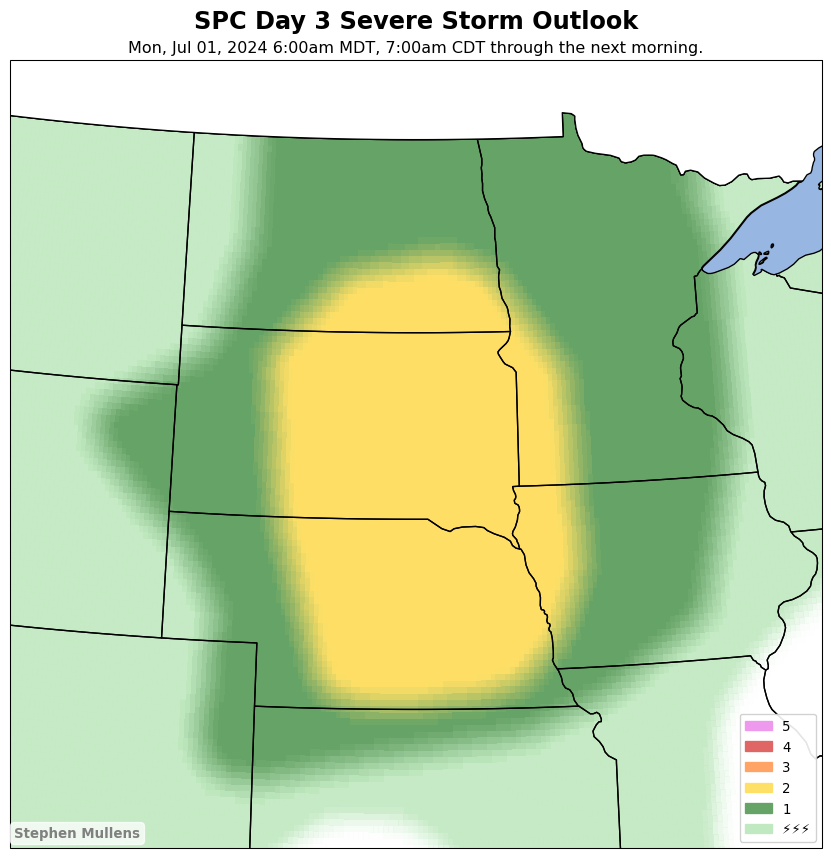 SPC Day 3 Severe Storm Outlook
Mon, Jul 01, 2024 6:00am MDT, 7:00am CDT through the next morning.
5
4
3
2
1
⚡⚡⚡
Stephen Mullens